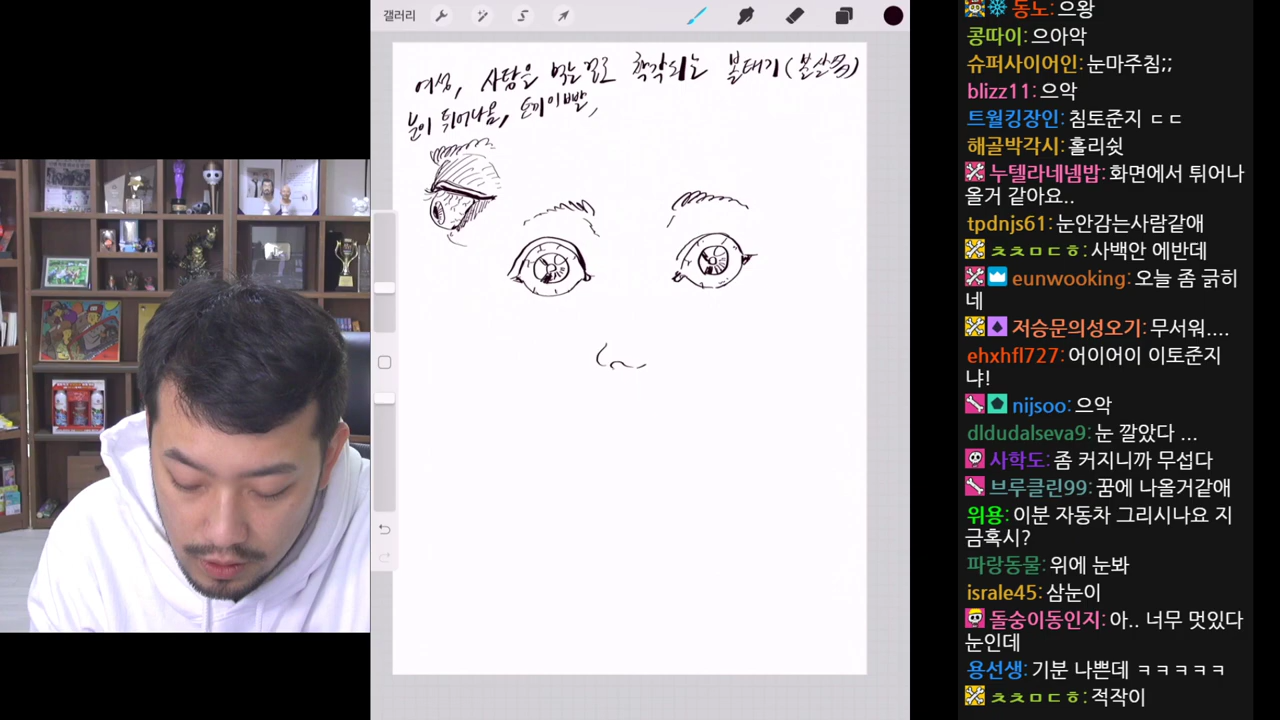 갤러리
여성, 사탕을 먹는걸로 착각되는 볼태기(볼살目)
분이 튀어나옴, 토끼이빨,
동노: 으왕
콩따이: 으아악
슈퍼사이어인: 눈마주침;;
blizz11: 으악
트월킹장인: 침토준지 ㄷㄷ
해골박각시: 홀리쉿
누텔라네넴밥: 화면에서 튀어나
올거 같아요..
tpdnjs61: 눈안감는사람같애
ㅊㅊㅁㄷㅎ: 사백안 에반데
eunwooking: 오늘 좀 긁히
네
저승문의성오기: 무서워....
ehxhfl727: 어이어이 이토준지
냐!
nijsoo: 으악
dldudalseva9: 눈 깔았다 ...
사학도: 좀 커지니까 무섭다
브루클린99: 꿈에 나올거같애
위용: 이분 자동차 그리시나요 지
금혹시?
파랑동물: 위에 눈봐
israle45: 삼눈이
돌숭이동인지: 아.. 너무 멋있다
눈인데
용선생: 기분 나쁜데 ㅋㅋㅋㅋㅋ
ㅊㅊㅁㄷㅎ: 적작이